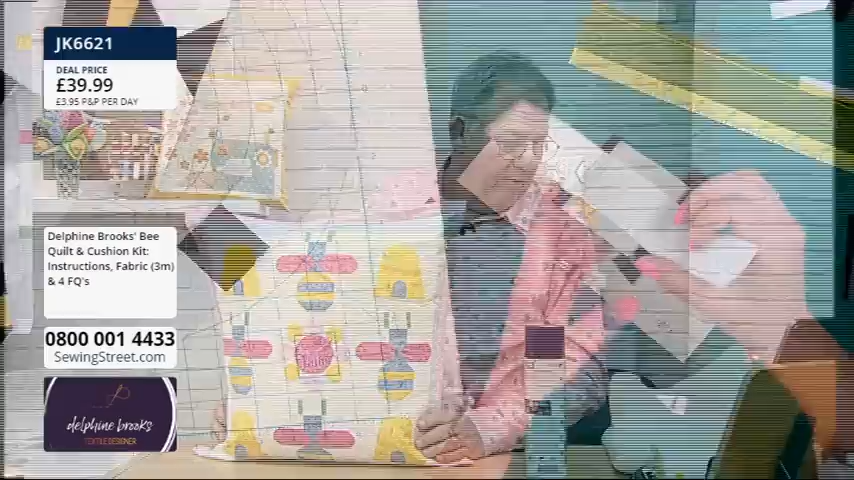 JK6621
DEAL PRICE
£39.99
£3.95 P&P PER DAY
Delphine Brooks' Bee
Quilt & Cushion Kit:
Instructions, Fabric (3m)
& 4 FQ's
0800 001 4433
SewingStreet.com
delphine brooks
TEXTILE DESIGNER